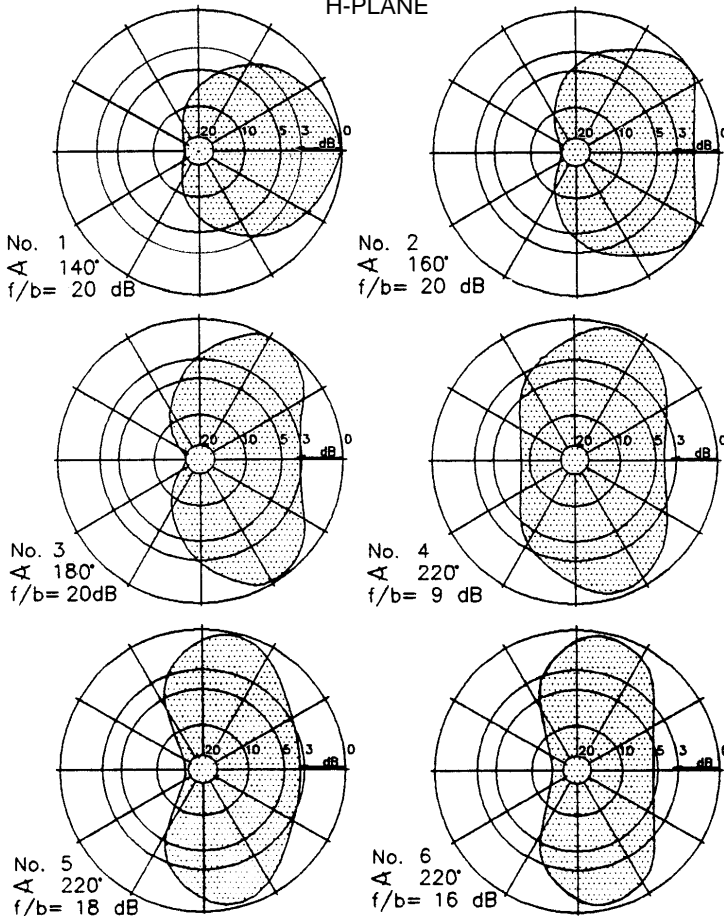 H-PLANE
20 10 5 3 0
dB
No. 1
∢ 140°
f/b= 20 dB
20 10 5 3 0
dB
No. 2
∢ 160°
f/b= 20 dB
20 10 5 3 0
dB
No. 3
∢ 180°
f/b= 20dB
20 10 5 3 0
dB
No. 4
∢ 220°
f/b= 9 dB
20 10 5 3 0
dB
No. 5
∢ 220°
f/b= 18 dB
20 10 5 3
dB
No. 6
∢ 220°
f/b= 16 dB